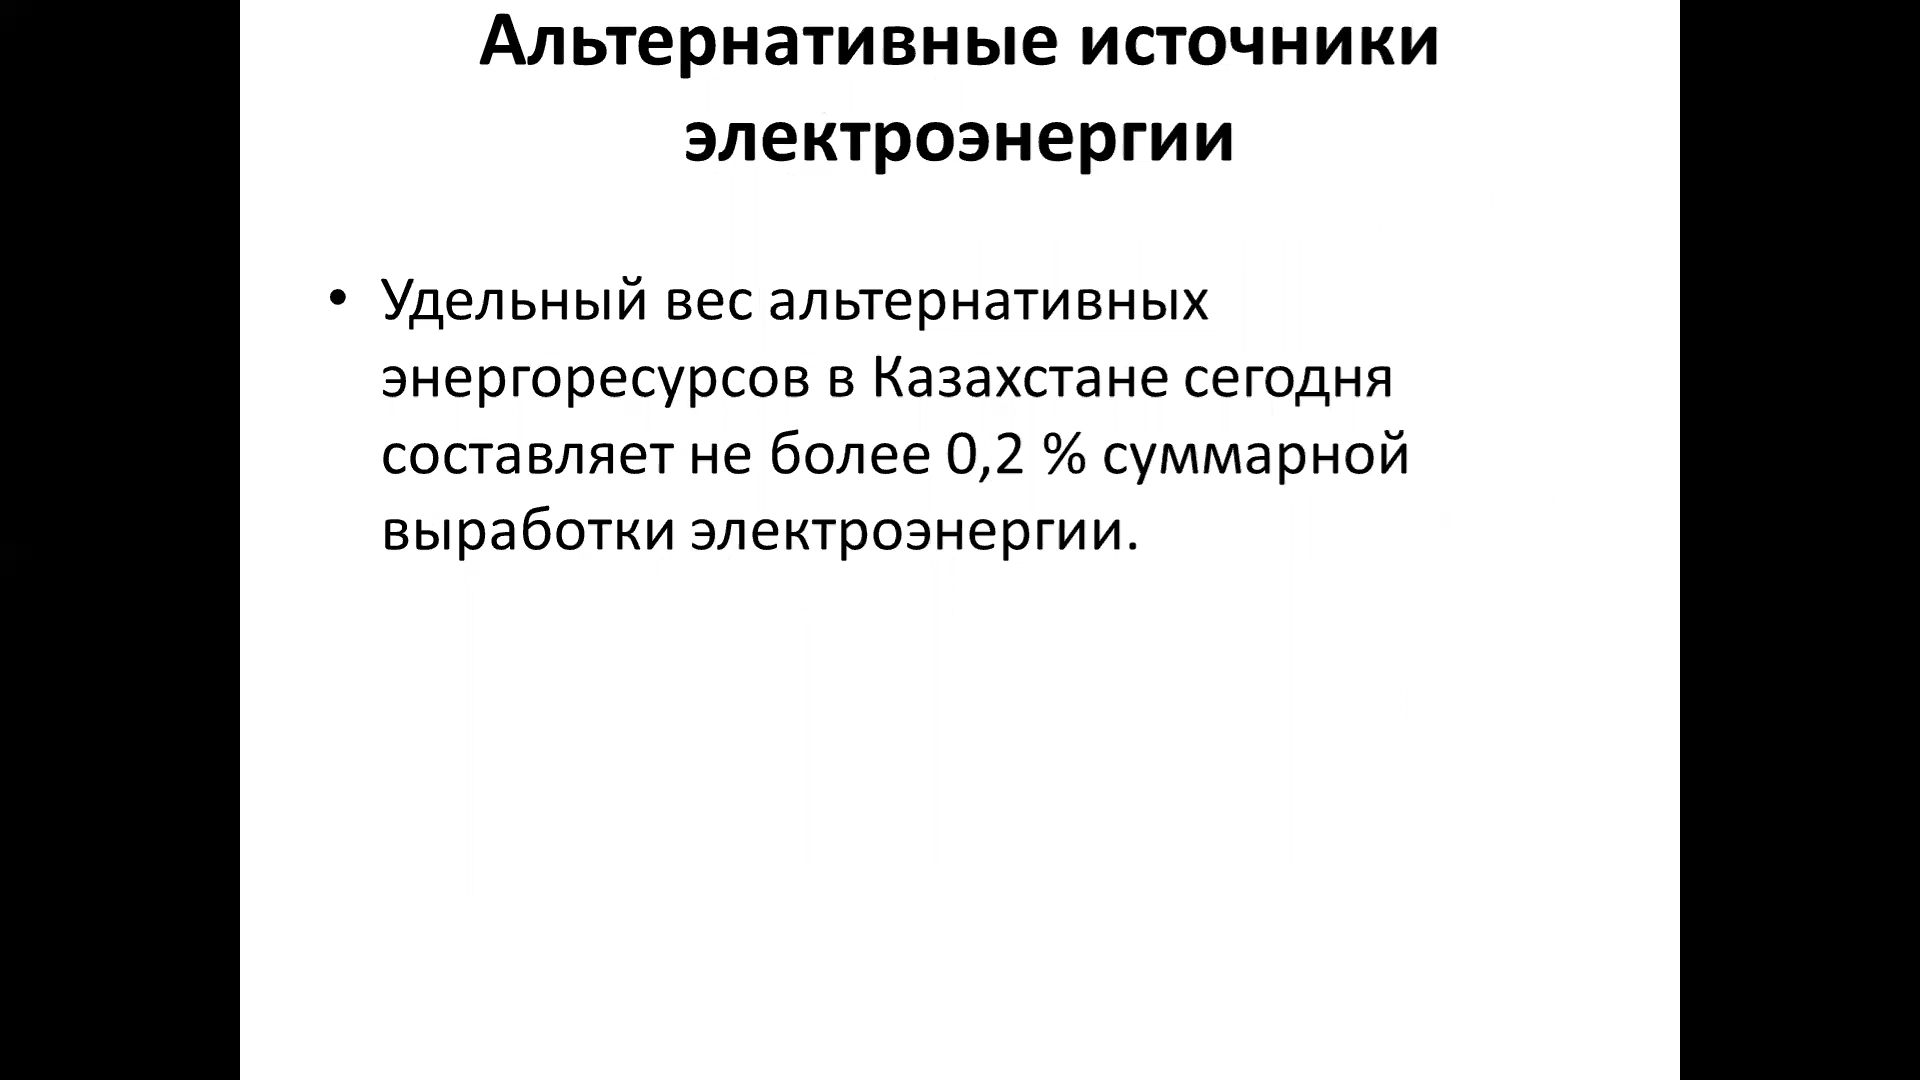 Альтернативные источники
электроэнергии
• Удельный вес альтернативных
энергоресурсов в Казахстане сегодня
составляет не более 0,2 % суммарной
выработки электроэнергии.